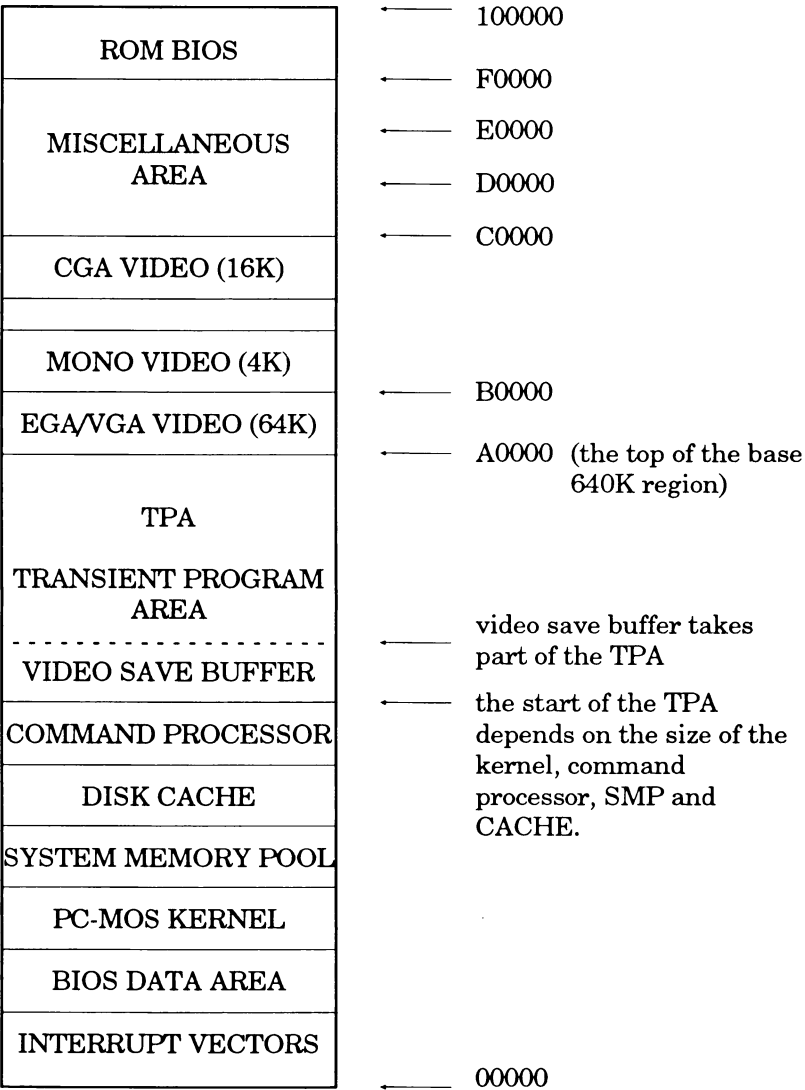 100000
ROM BIOS
F0000
E0000
MISCELLANEOUS
AREA
D0000
C0000
CGA VIDEO (16K)
MONO VIDEO (4K)
B0000
EGA/VGA VIDEO (64K)
A0000 (the top of the base
640K region)
TPA
TRANSIENT PROGRAM
AREA
video save buffer takes
part of the TPA
VIDEO SAVE BUFFER
the start of the TPA
depends on the size of the
kernel, command
processor, SMP and
CACHE.
COMMAND PROCESSOR
DISK CACHE
SYSTEM MEMORY POOL
PC-MOS KERNEL
BIOS DATA AREA
INTERRUPT VECTORS
00000